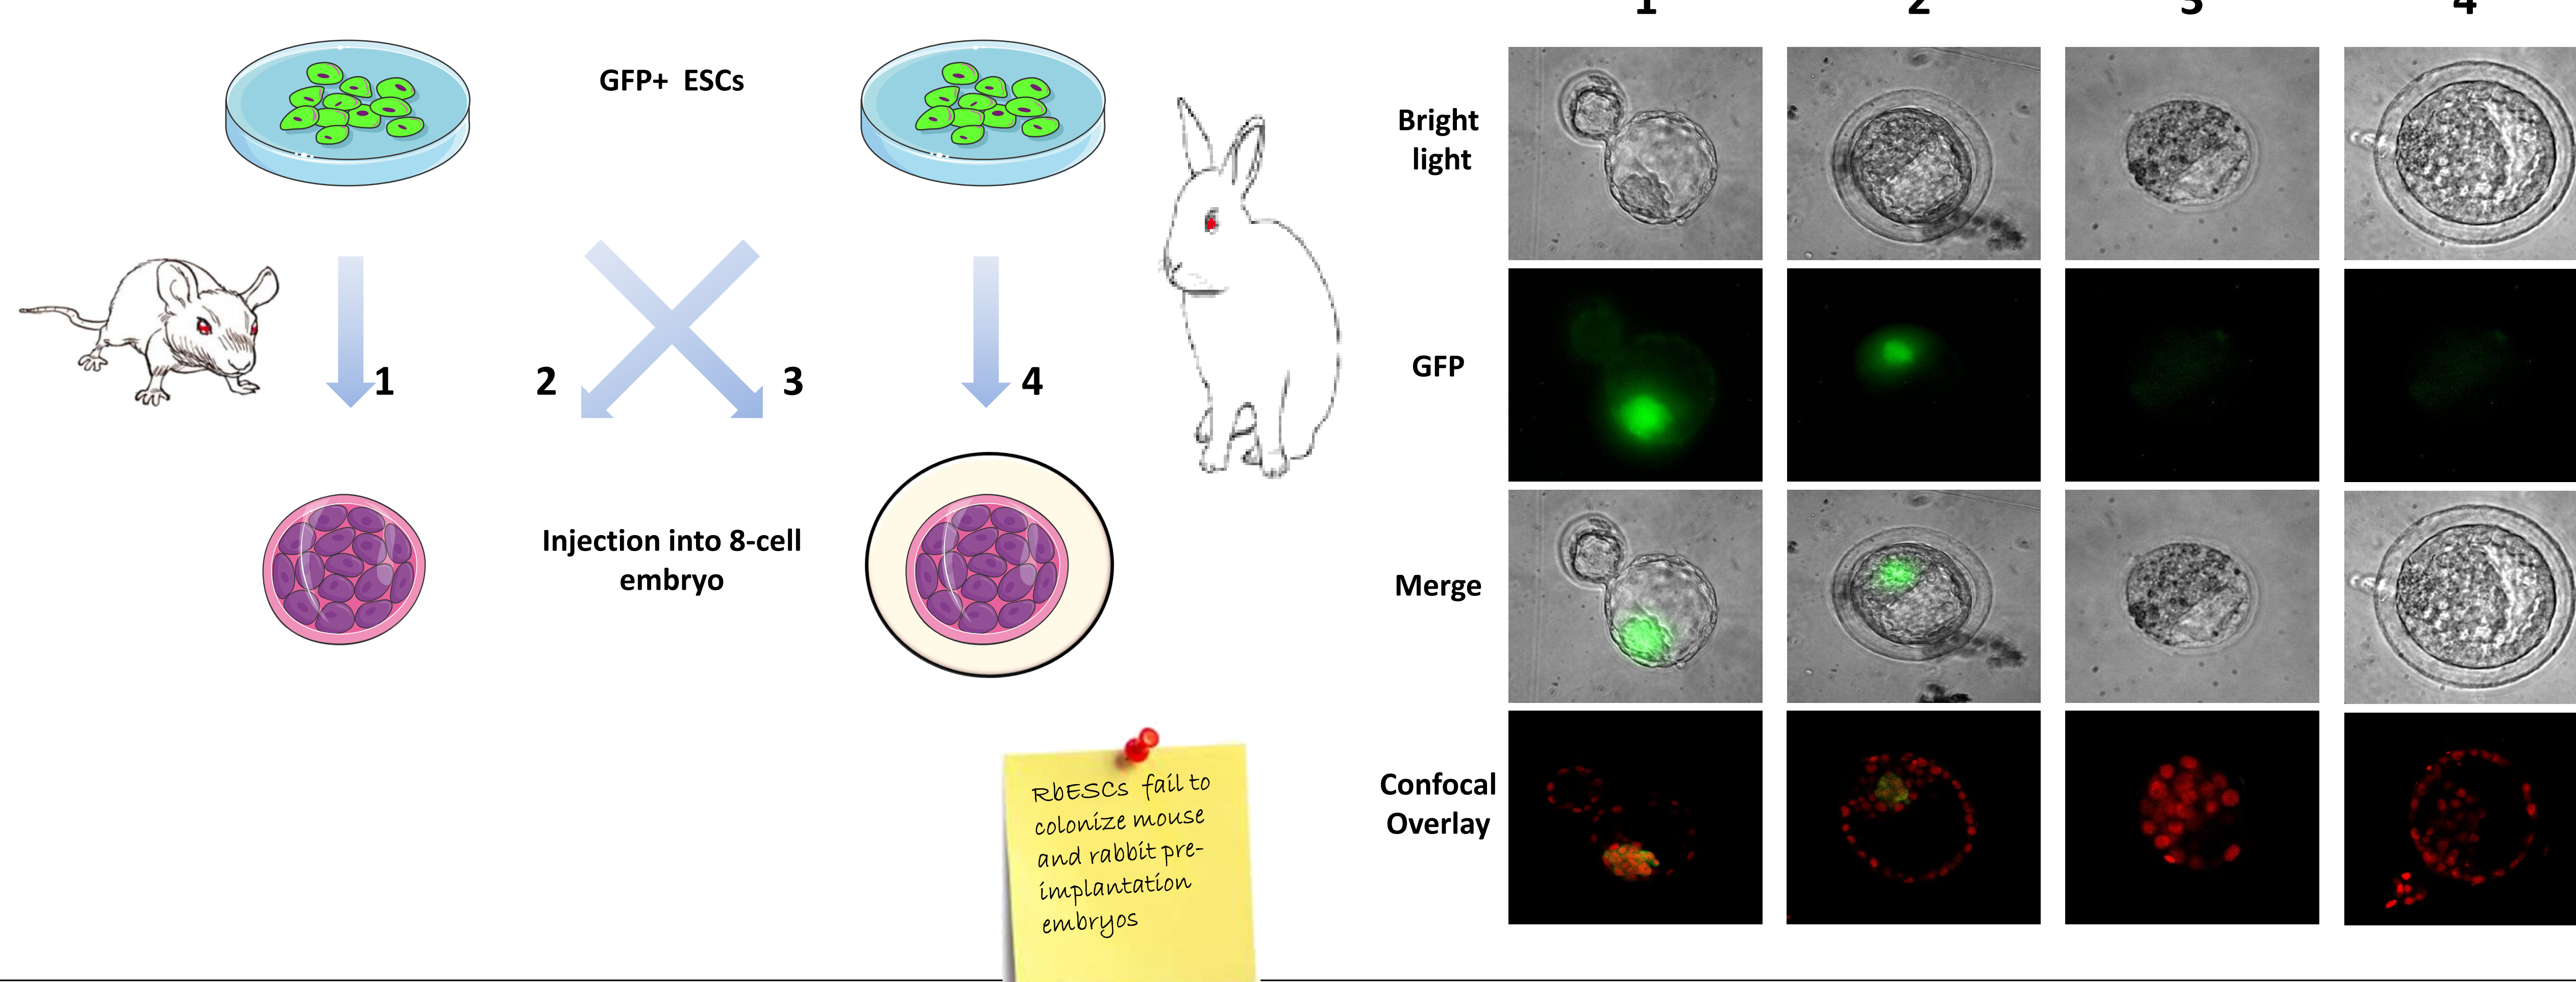 GFP+ ESCs
1
2
3
4
Injection into 8-cell
embryo
RbESCs fail to
colonize mouse
and rabbit pre-
implantation
embryos
1
2
3
4
Bright
light
GFP
Merge
Confocal
Overlay